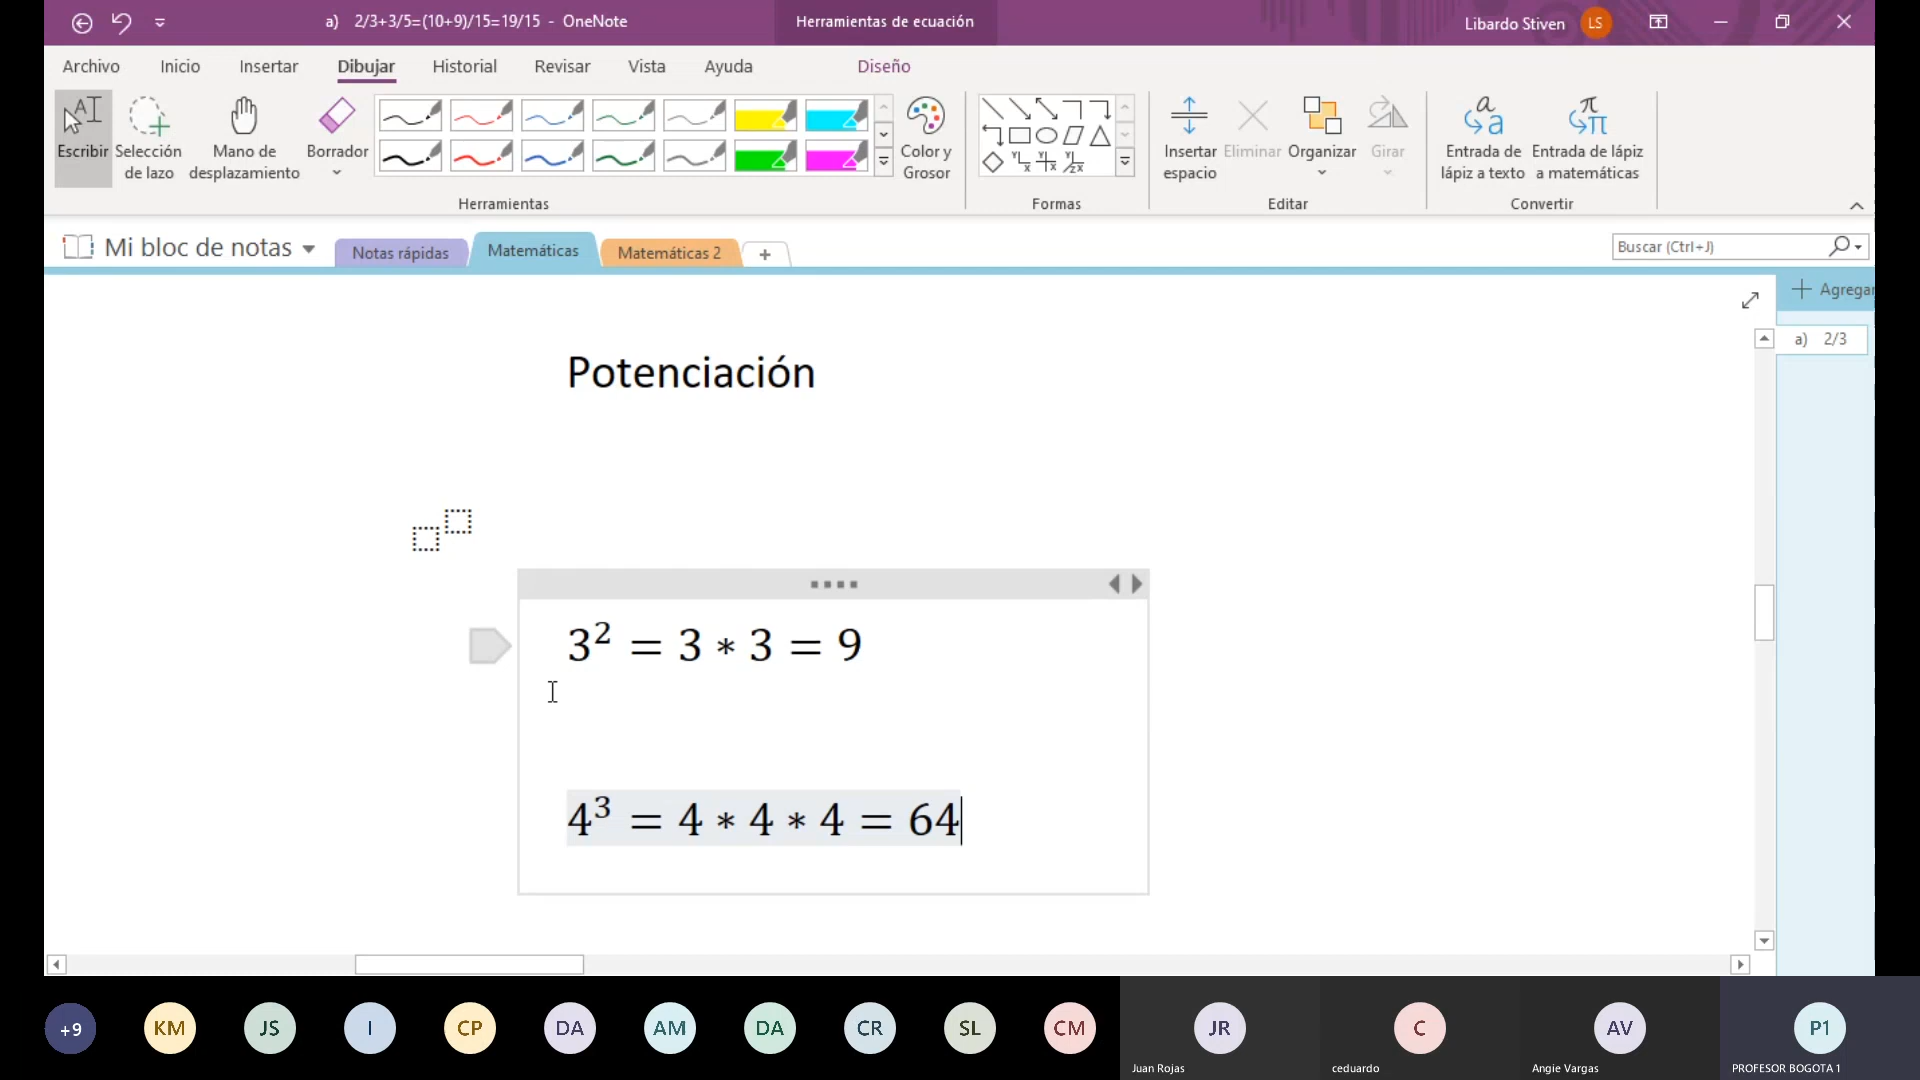 a) 2/3+3/5=(10+9)/15=19/15 - OneNote
Herramientas de ecuación
Libardo Stiven LS
Archivo Inicio Insertar Dibujar Historial Revisar Vista Ayuda Diseño
Escribir
Selección de lazo
Mano de desplazamiento
Borrador
Color y Grosor
Insertar espacio
Eliminar
Organizar
Girar
Entrada de lápiz a texto
Entrada de lápiz a matemáticas
Herramientas
Formas
Editar
Convertir
Mi bloc de notas
Notas rápidas
Matemáticas
Matemáticas 2
+
Buscar (Ctrl+J)
Agregar
a) 2/3
Potenciación
3² = 3 * 3 = 9
4³ = 4 * 4 * 4 = 64
+9 KM JS I CP DA AM DA CR SL CM JR C AV P1
Juan Rojas
ceduardo
Angie Vargas
PROFESOR BOGOTA 1